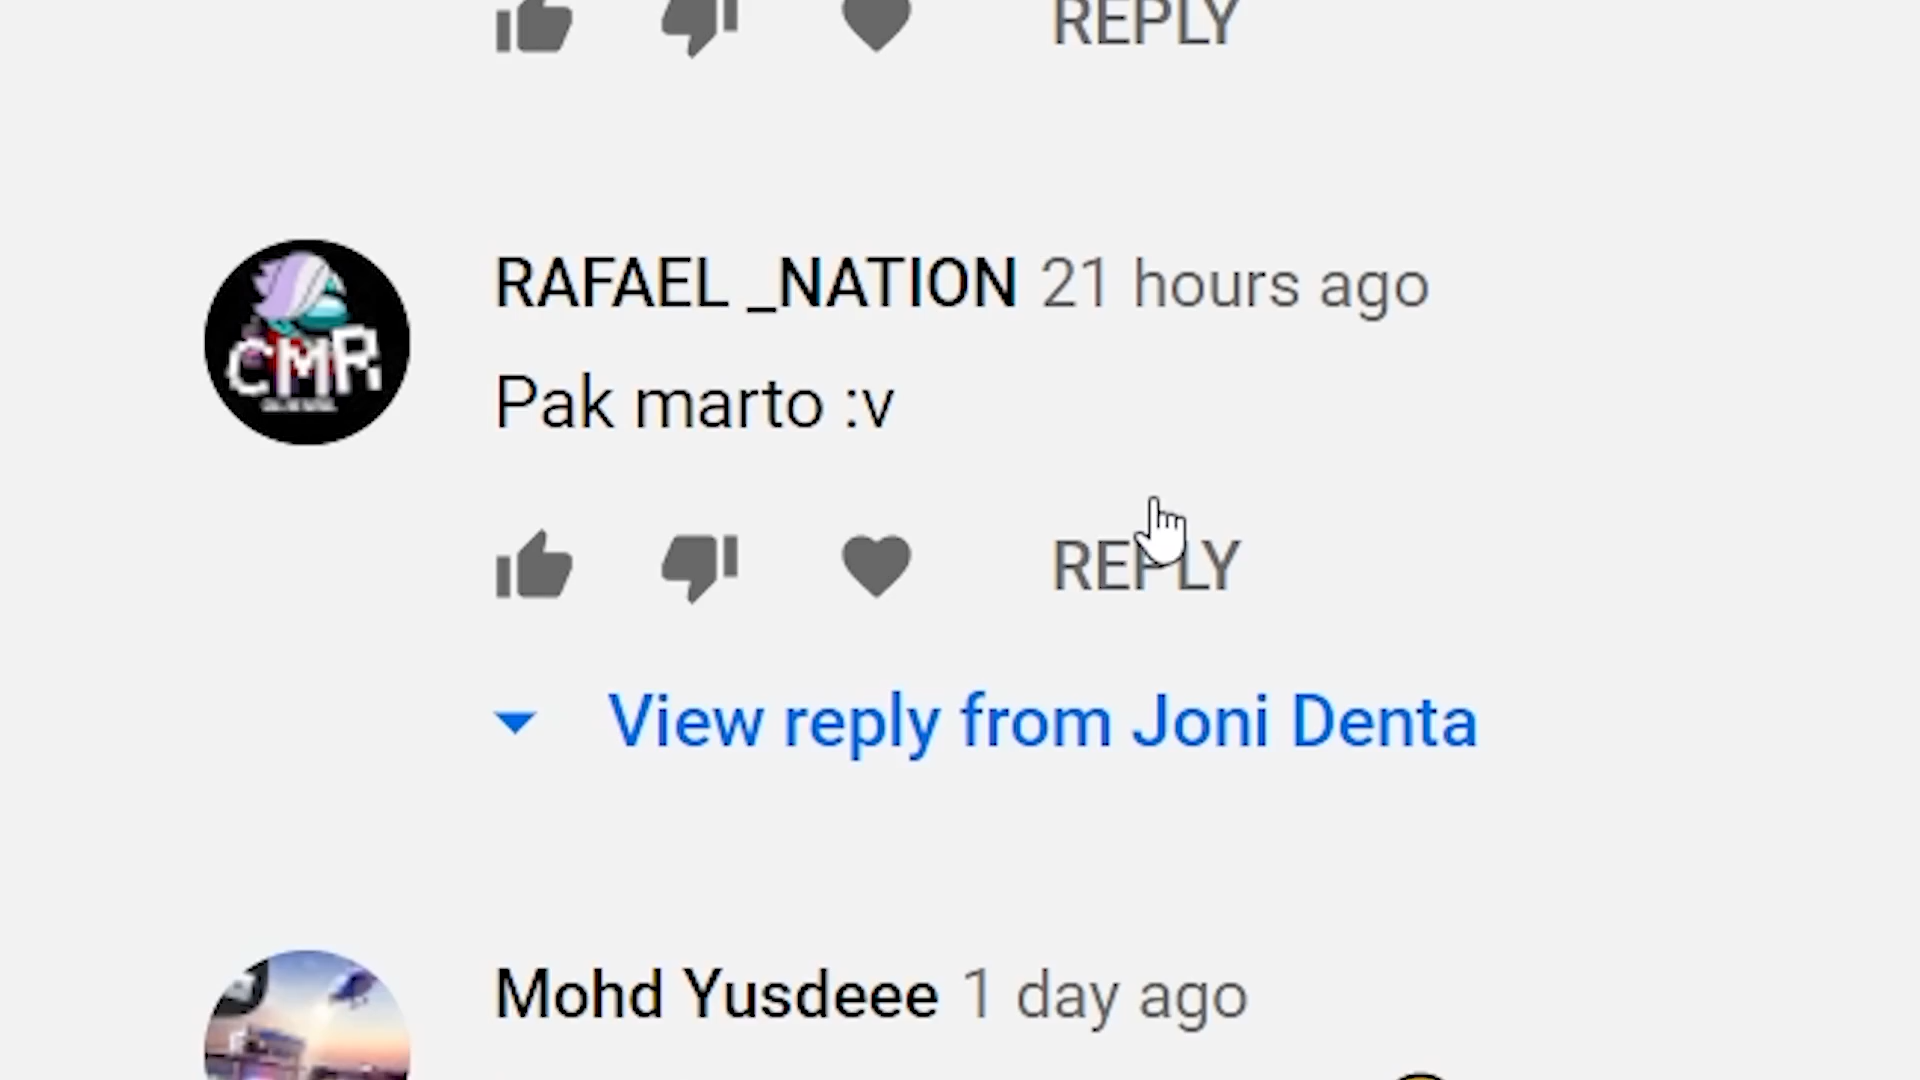 REPLY
RAFAEL _NATION 21 hours ago
CMR
Pak marto :v
REPLY
View reply from Joni Denta
Mohd Yusdeee 1 day ago